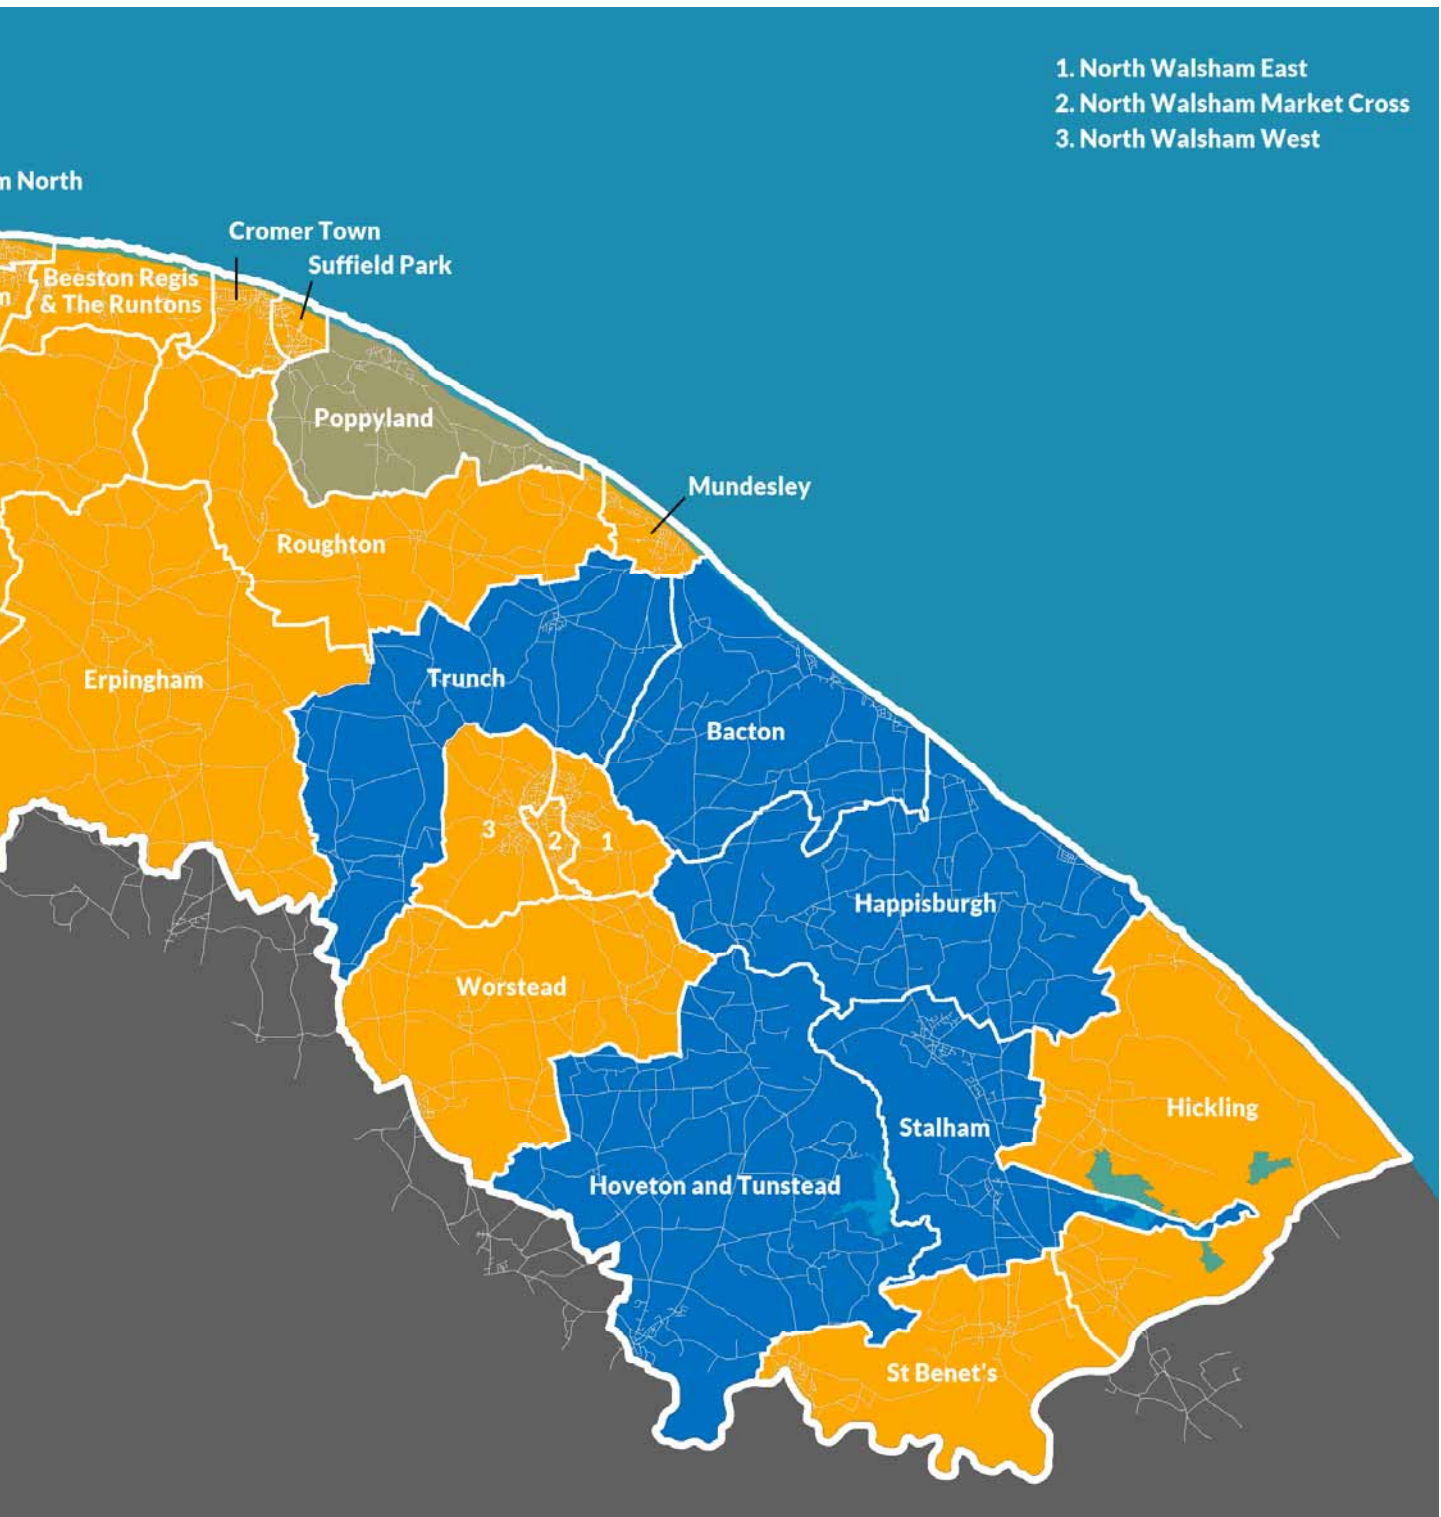 1. North Walsham East
2. North Walsham Market Cross
3. North Walsham West
North
Cromer Town
Suffield Park
Beeston Regis
& The Runtons
Poppyland
Mundesley
Roughton
Erpingham
Trunch
Bacton
3
2
1
Happisburgh
Worstead
Hickling
Stalham
Hoveton and Tunstead
St Benet's